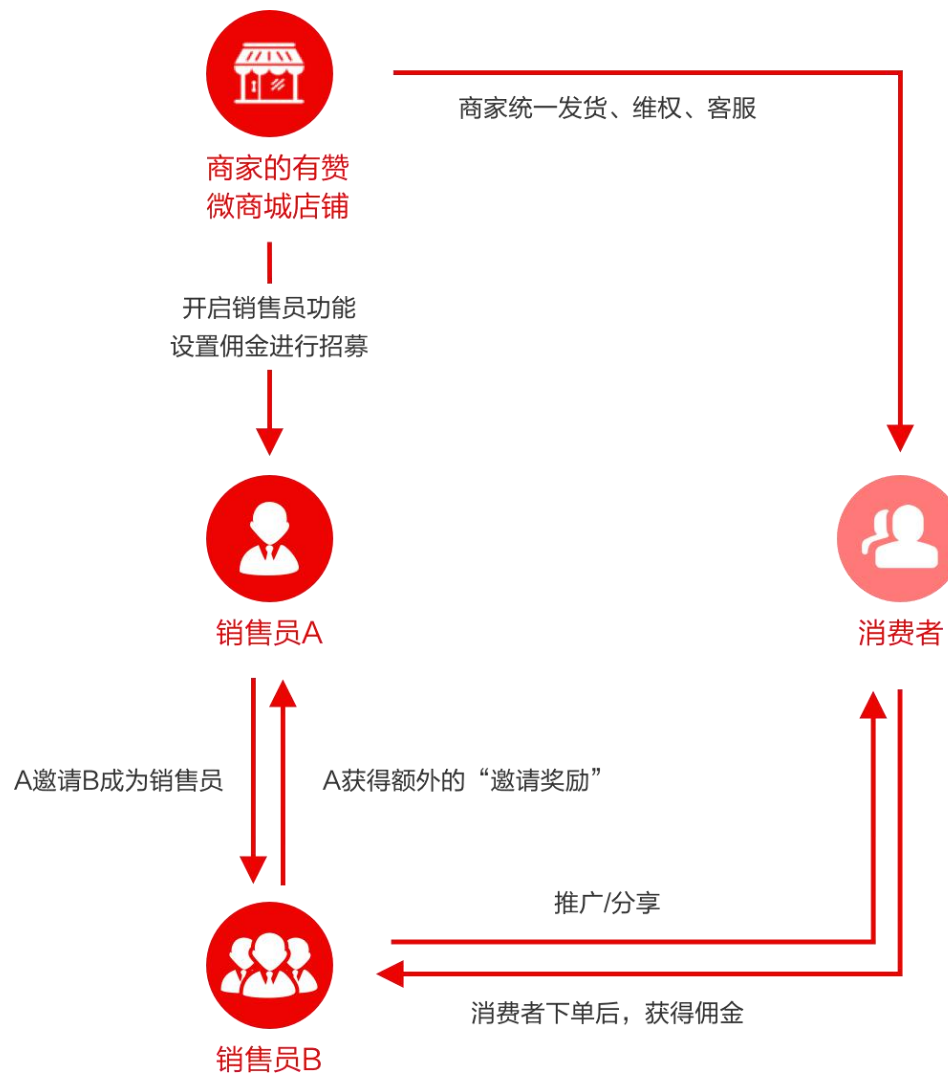 商家统一发货、维权、客服
商家的有赞
微商城店铺
开启销售员功能
设置佣金进行招募
销售员A
消费者
A邀请B成为销售员
A获得额外的“邀请奖励”
推广/分享
消费者下单后，获得佣金
销售员B